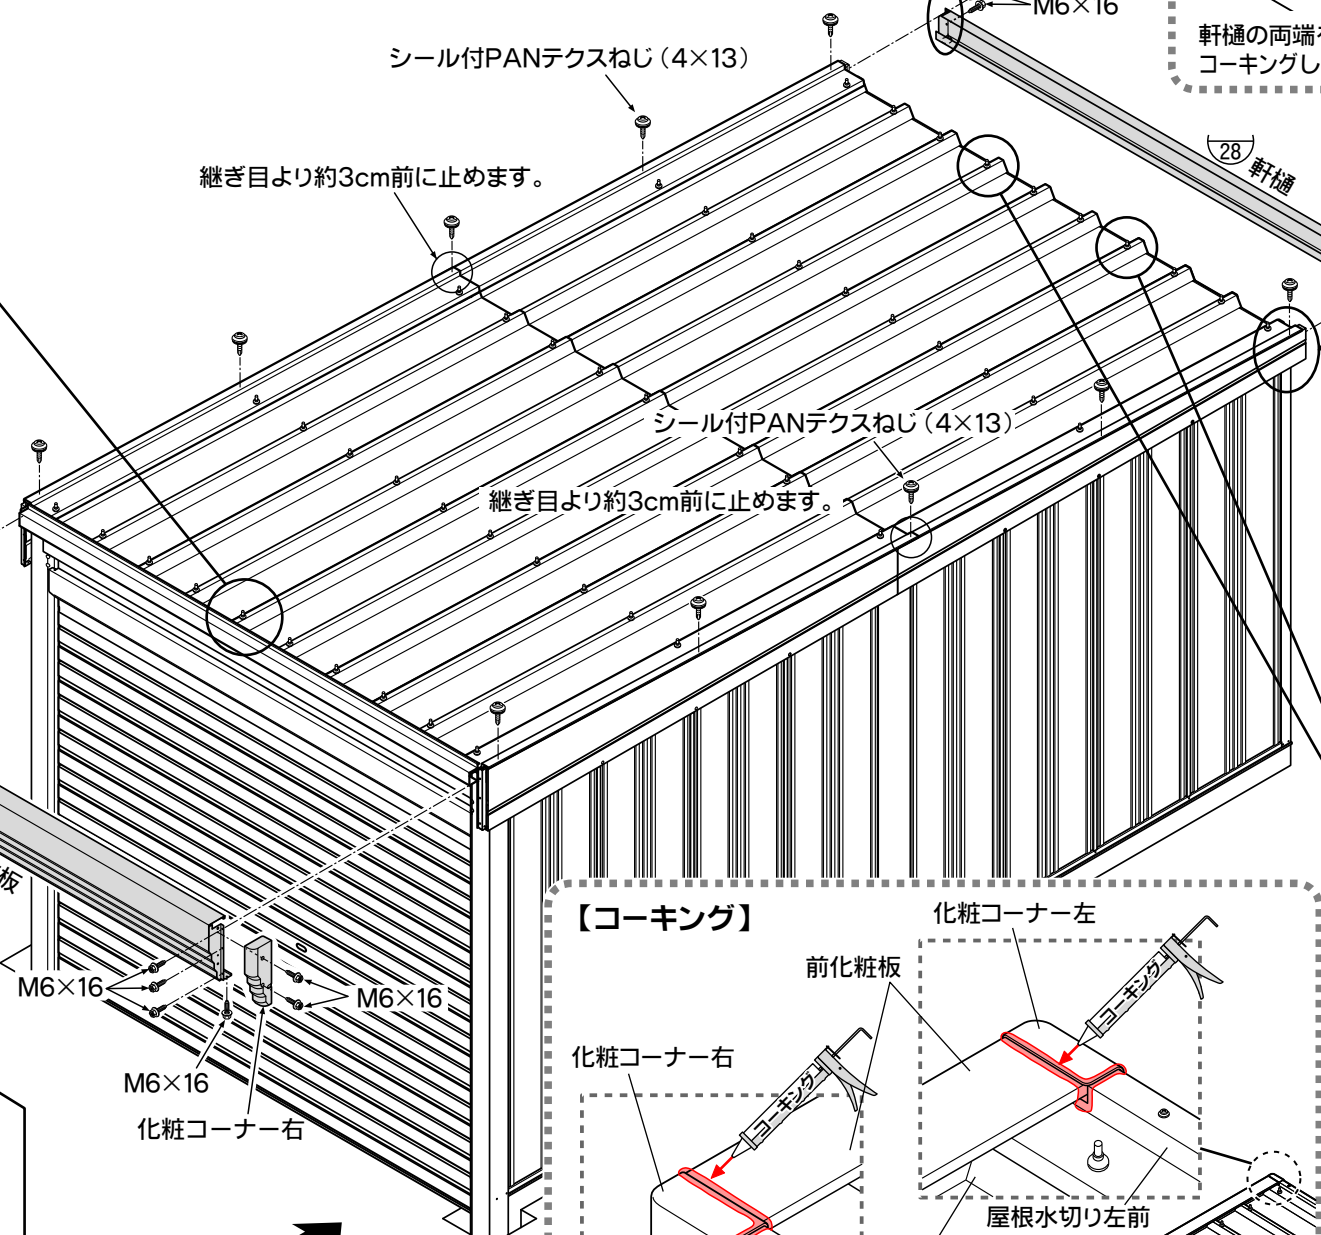 M6×16
軒樋の両端
コーキングし
シール付PANテクスねじ（4×13）
継ぎ目より約3cm前に止めます。
28
軒樋
シール付PANテクスねじ（4×13）
継ぎ目より約3cm前に止めます。
板
M6×16
M6×16
M6×16
化粧コーナー右
【コーキング】
化粧コーナー左
前化粧板
コーキング
化粧コーナー右
コーキング
屋根水切り左前